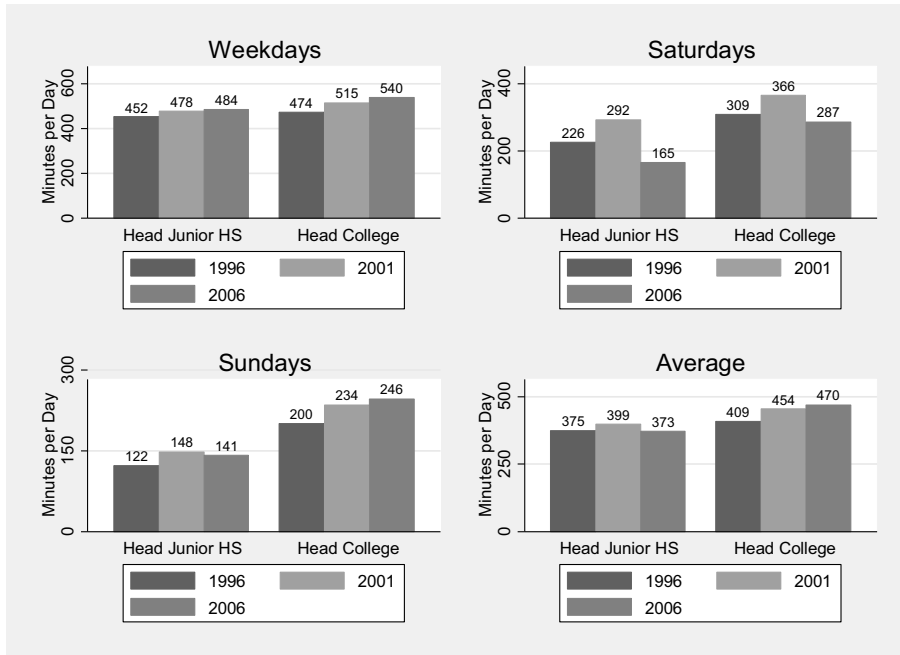 Weekdays
Minutes per Day
600
400
200
0
452 478 484 474 515 540
Head Junior HS Head College
1996 2001
2006
Saturdays
Minutes per Day
400
200
0
226 292 165 309 366 287
Head Junior HS Head College
1996 2001
2006
Sundays
Minutes per Day
300
150
0
122 148 141 200 234 246
Head Junior HS Head College
1996 2001
2006
Average
Minutes per Day
500
250
0
375 399 373 409 454 470
Head Junior HS Head College
1996 2001
2006